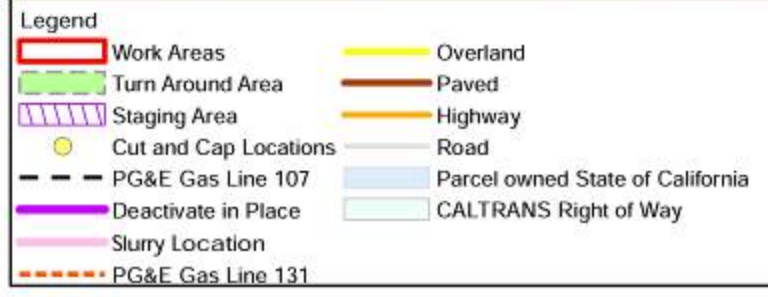 Legend
Work Areas
Turn Around Area
Staging Area
Cut and Cap Locations
PG&E Gas Line 107
Deactivate in Place
Slurry Location
PG&E Gas Line 131
Overland
Paved
Highway
Road
Parcel owned State of California
CALTRANS Right of Way